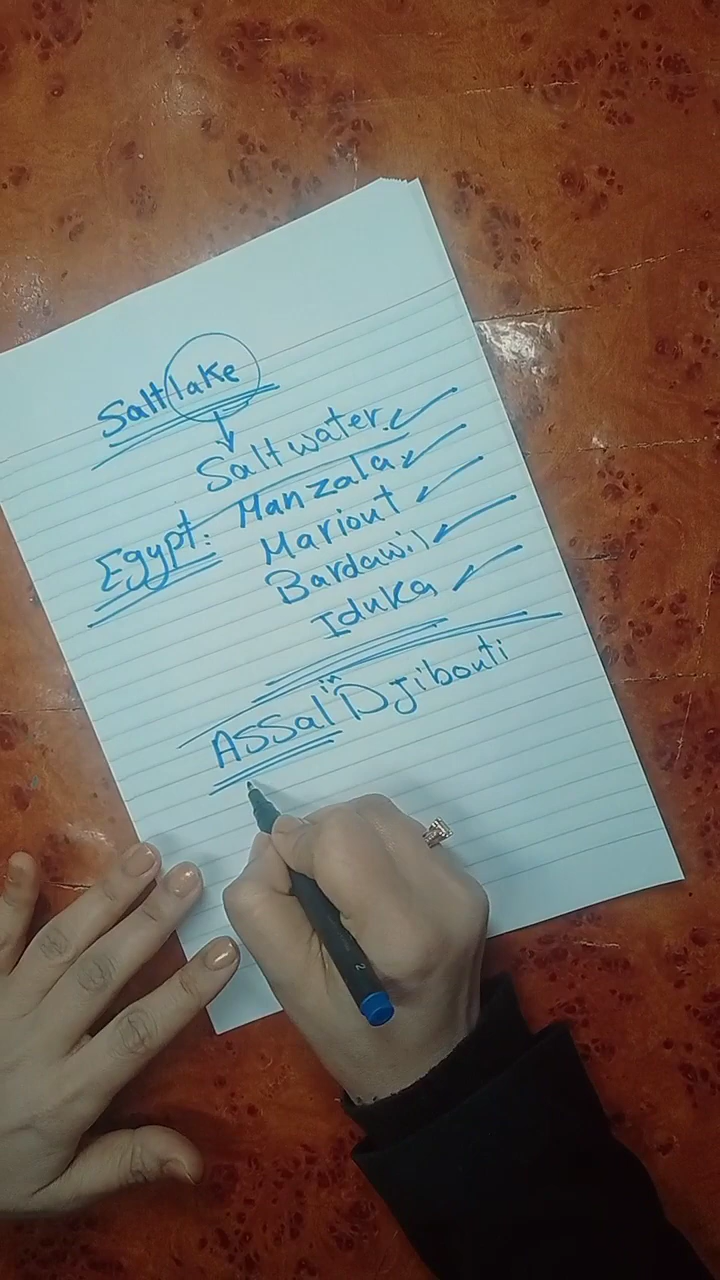 Saltlake
Saltwater
Egypt: Manzala
Mariout
Bardawil
Iduka
ASSal in Djibouti